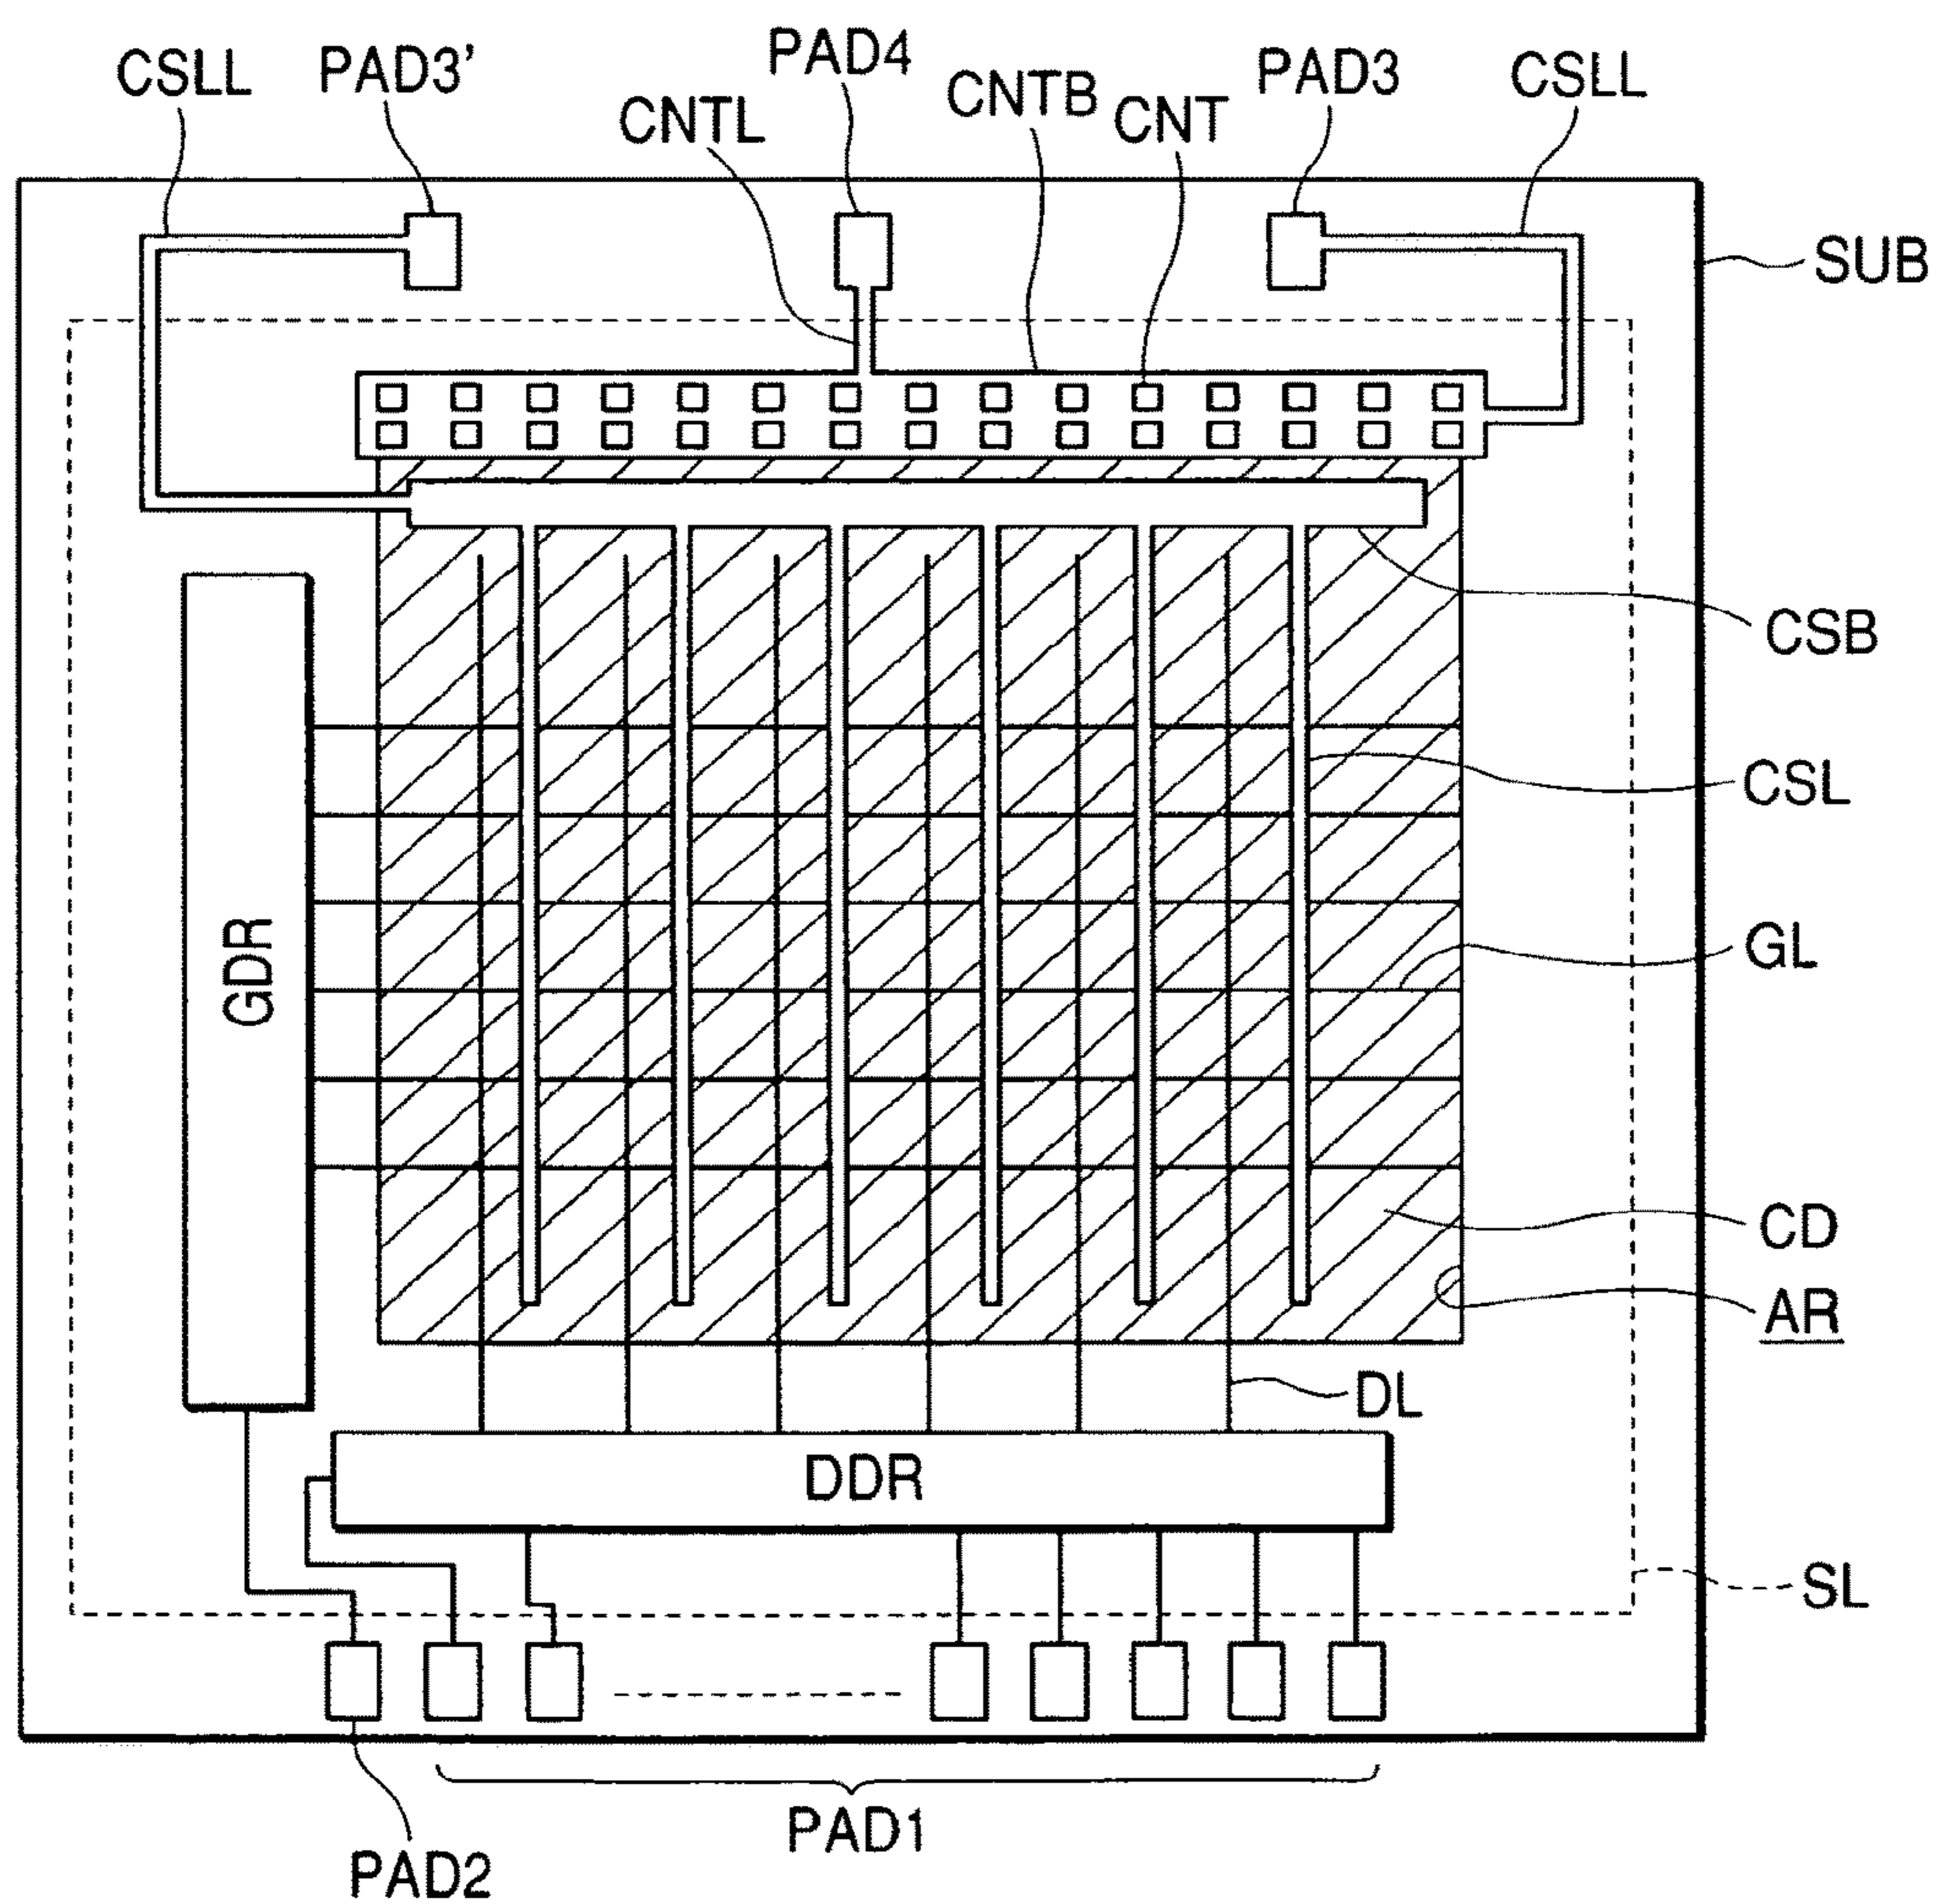 CSLL
PAD3'
PAD4
CNTL
CNTB
CNT
PAD3
CSLL
SUB
CSB
CSL
GL
GDR
CD
AR
DL
DDR
SL
PAD1
PAD2